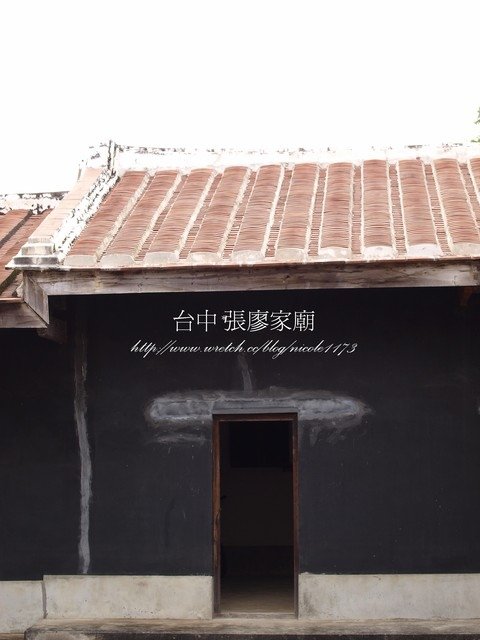 台中 張廖家廟
http://www.wretch.cc/blog/nicole1173